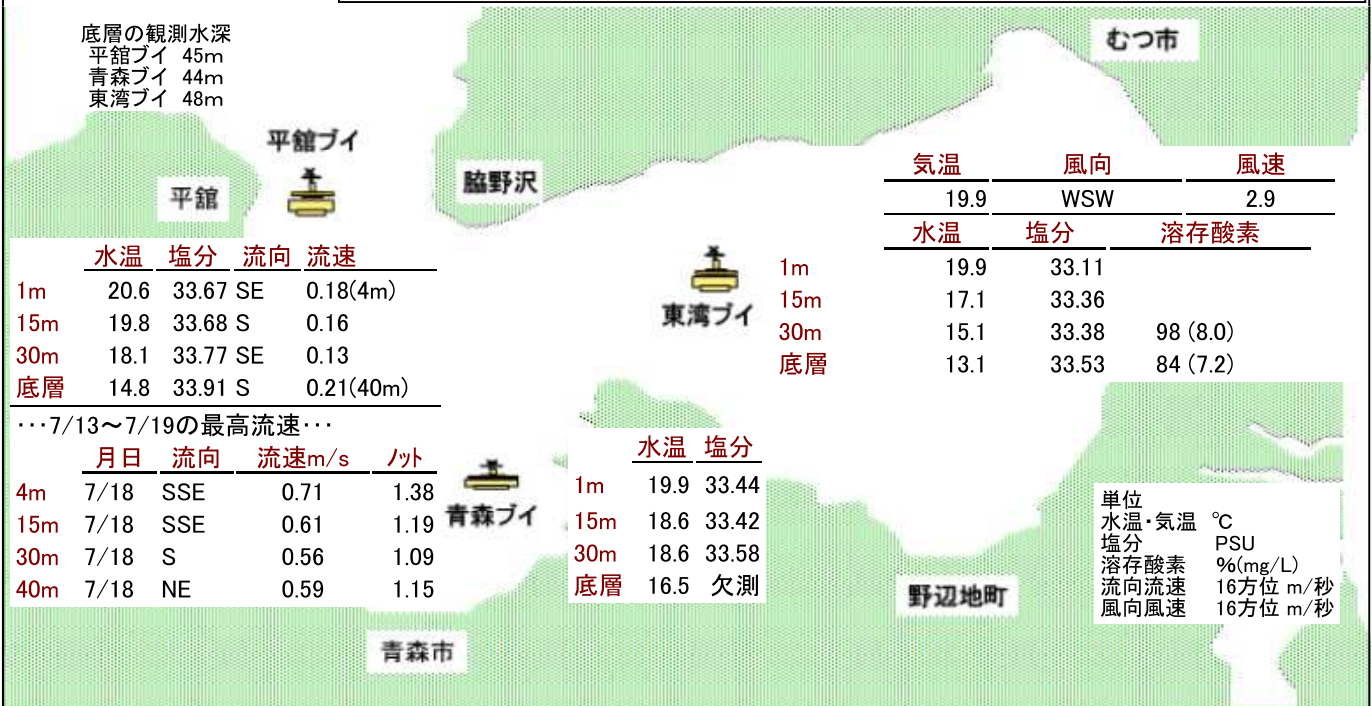 底層の観測水深
平舘ブイ 45m
青森ブイ 44m
東湾ブイ 48m
むつ市
平舘ブイ
脇野沢
平舘
気温 風向 風速
19.9 WSW 2.9
水温 塩分 溶存酸素
1m 19.9 33.11
15m 17.1 33.36
30m 15.1 33.38 98 (8.0)
底層 13.1 33.53 84 (7.2)
東湾ブイ
水温 塩分 流向 流速
1m 20.6 33.67 SE 0.18(4m)
15m 19.8 33.68 S 0.16
30m 18.1 33.77 SE 0.13
底層 14.8 33.91 S 0.21(40m)
･･･7/13～7/19の最高流速･･･
月日 流向 流速m/s ﾉｯﾄ
4m 7/18 SSE 0.71 1.38
15m 7/18 SSE 0.61 1.19
30m 7/18 S 0.56 1.09
40m 7/18 NE 0.59 1.15
青森ブイ
水温 塩分
1m 19.9 33.44
15m 18.6 33.42
30m 18.6 33.58
底層 16.5 欠測
単位
水温･気温 ℃
塩分 PSU
溶存酸素 %(mg/L)
流向流速 16方位 m/秒
風向風速 16方位 m/秒
野辺地町
青森市